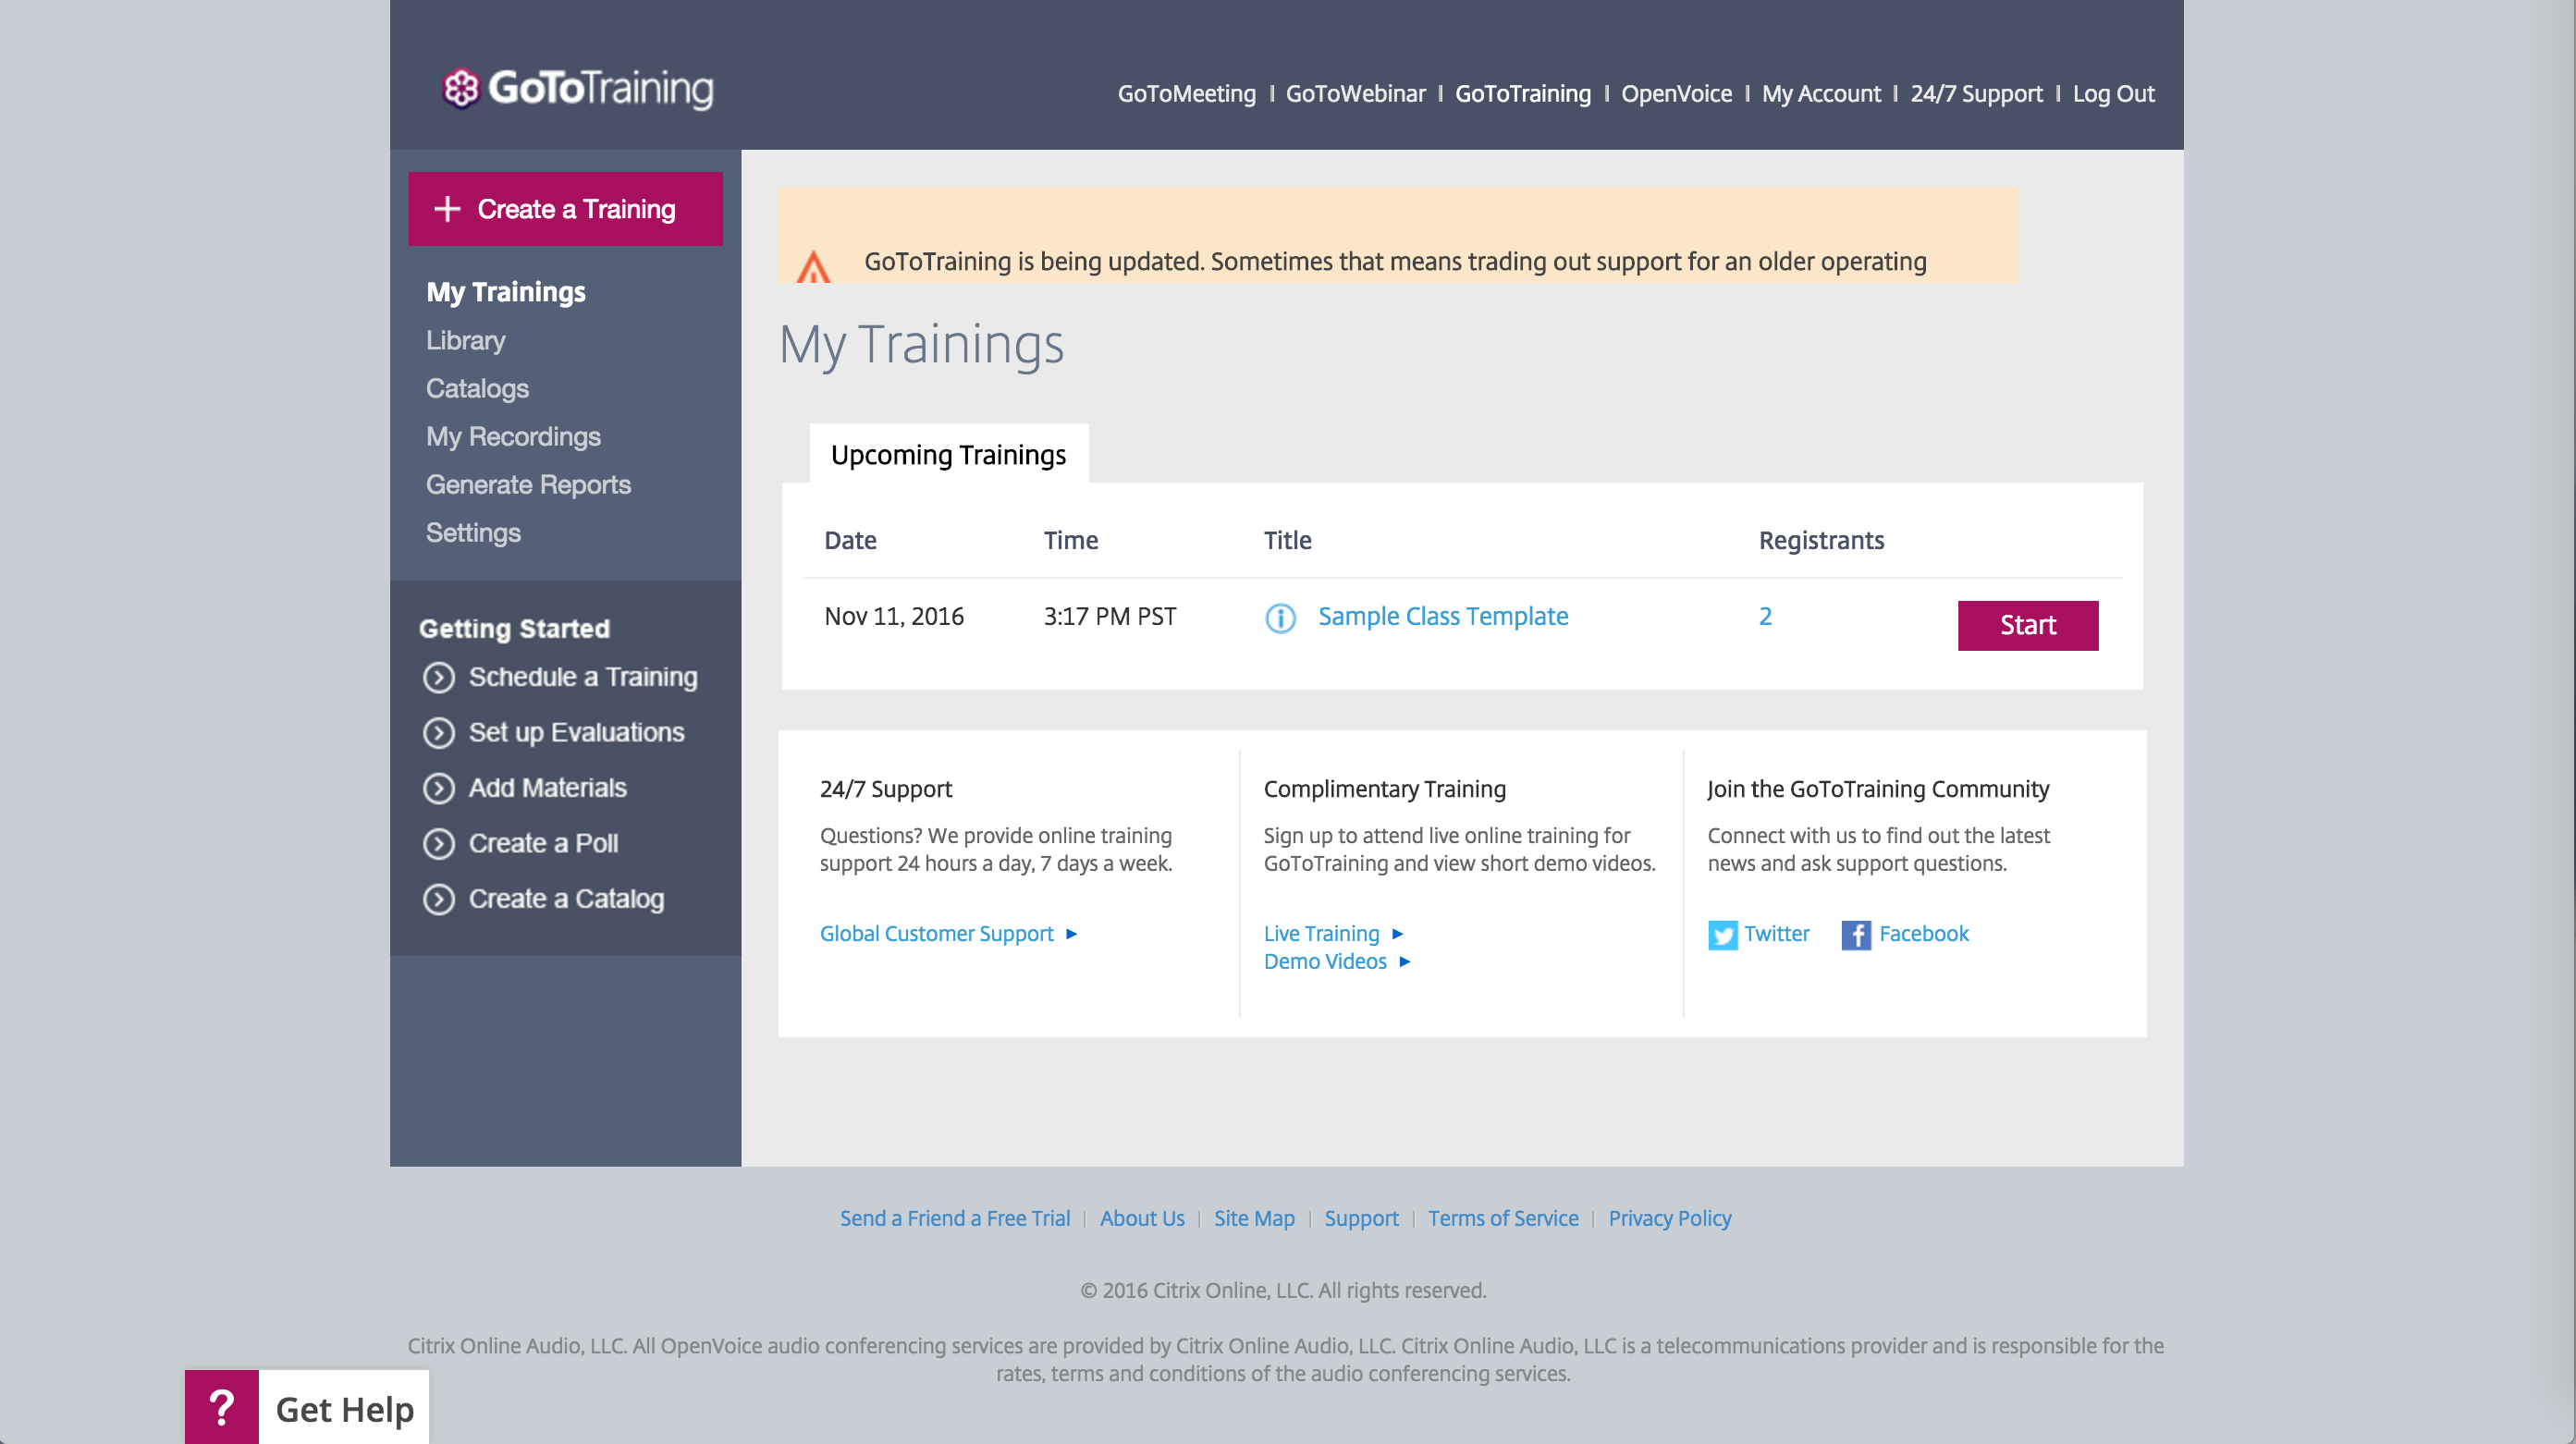 GoToTraining
GoToMeeting | GoToWebinar | GoToTraining | OpenVoice | My Account | 24/7 Support | Log Out
+ Create a Training
My Trainings
Library
Catalogs
My Recordings
Generate Reports
Settings
Getting Started
Schedule a Training
Set up Evaluations
Add Materials
Create a Poll
Create a Catalog
GoToTraining is being updated. Sometimes that means trading out support for an older operating
My Trainings
Upcoming Trainings
Date Time Title Registrants
Nov 11, 2016 3:17 PM PST Sample Class Template 2 Start
24/7 Support
Questions? We provide online training
support 24 hours a day, 7 days a week.
Global Customer Support
Complimentary Training
Sign up to attend live online training for
GoToTraining and view short demo videos.
Live Training
Demo Videos
Join the GoToTraining Community
Connect with us to find out the latest
news and ask support questions.
Twitter Facebook
Send a Friend a Free Trial | About Us | Site Map | Support | Terms of Service | Privacy Policy
© 2016 Citrix Online, LLC. All rights reserved.
Citrix Online Audio, LLC. All OpenVoice audio conferencing services are provided by Citrix Online Audio, LLC. Citrix Online Audio, LLC is a telecommunications provider and is responsible for the
rates, terms and conditions of the audio conferencing services.
? Get Help